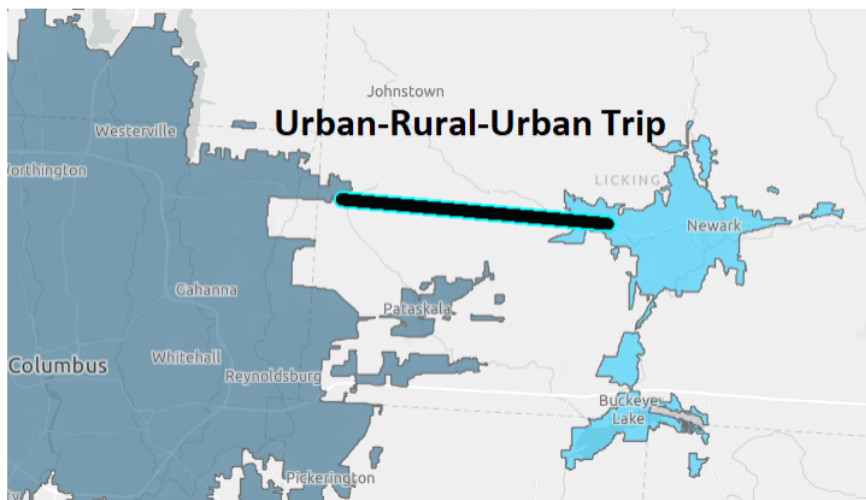 Johnstown
Urban-Rural-Urban Trip
Westerville
Worthington
LICKING
Newark
Gahanna
Pataskala
Columbus
Whitehall
Reynoldsburg
Buckeye
Lake
Pickerington